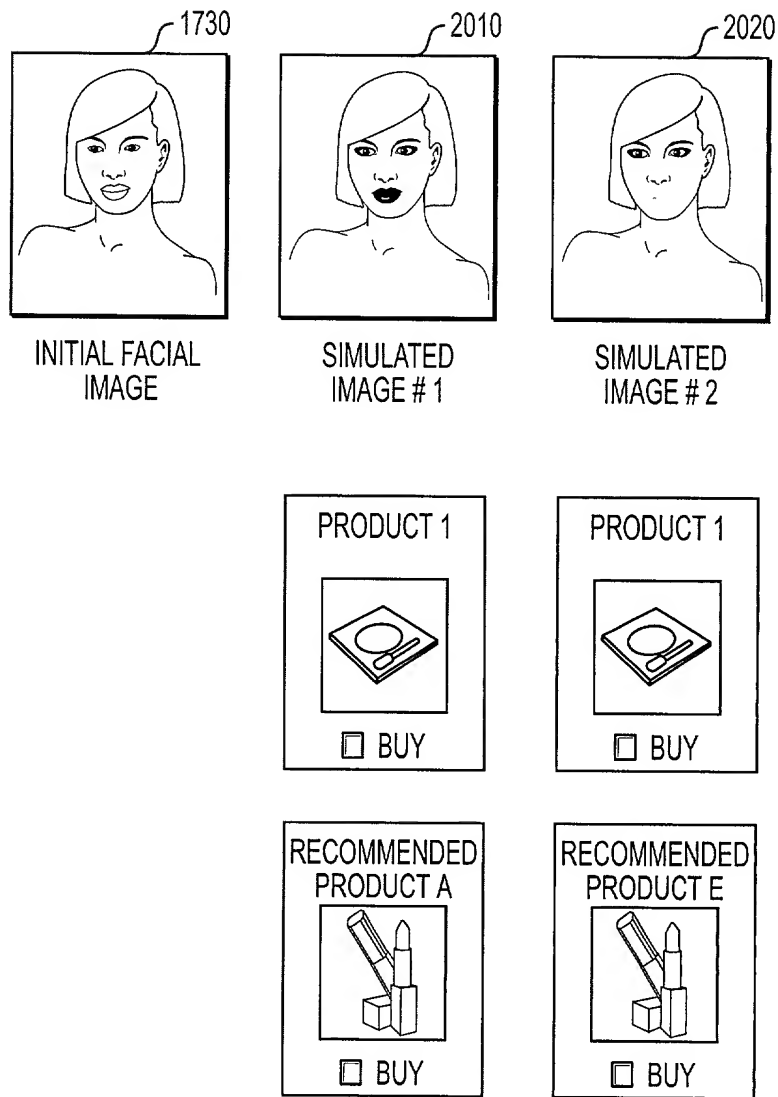 1730
2010
2020
INITIAL FACIAL
IMAGE
SIMULATED
IMAGE # 1
SIMULATED
IMAGE # 2
PRODUCT 1
BUY
PRODUCT 1
BUY
RECOMMENDED
PRODUCT A
BUY
RECOMMENDED
PRODUCT E
BUY